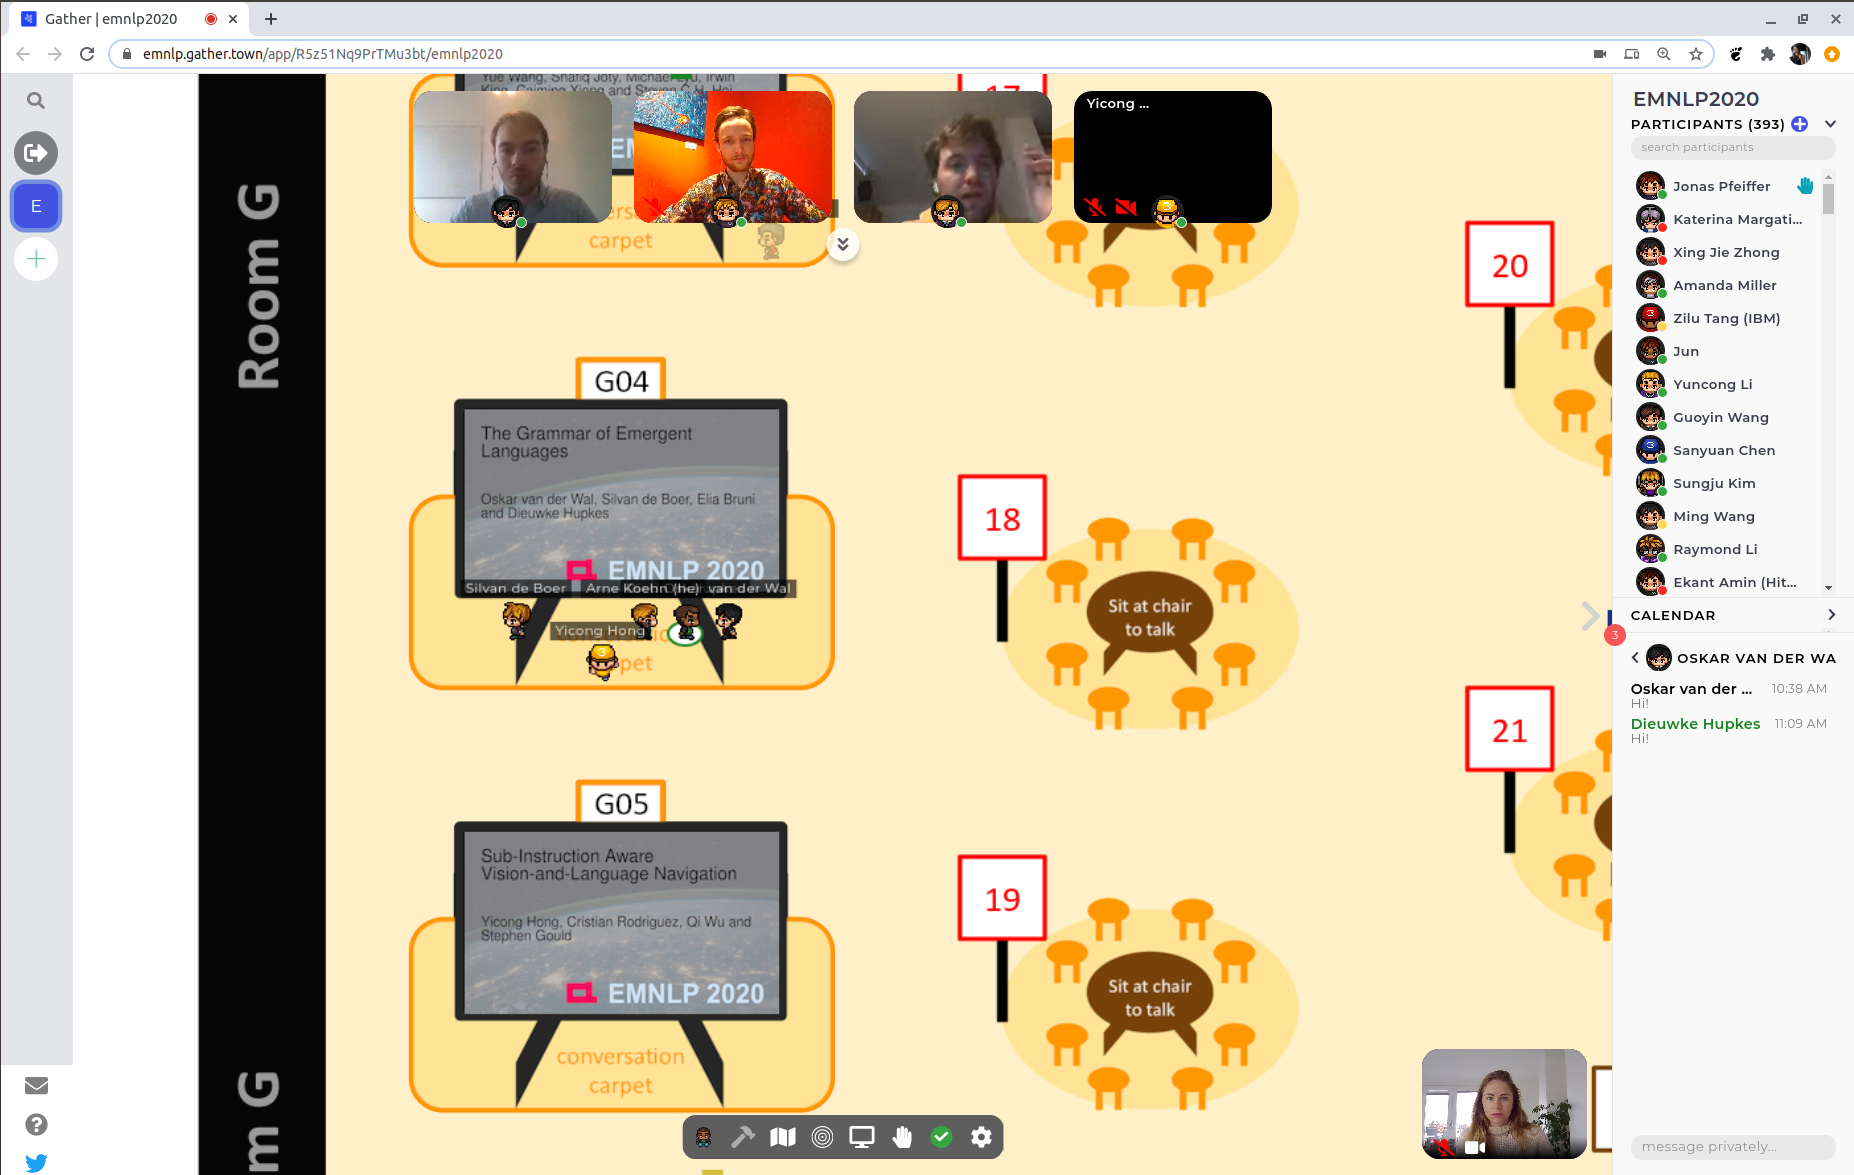 Gather | emnlp2020
emnlp.gather.town/app/R5z51Nq9PrTMu3bt/emnlp2020
E
Room G
Yue Wang, Shafiq Joty, Michael Lyu, Irwin
King, Caiming Xiong and Steven C.H. Hoi
carpet
Yicong ...
17
G04
The Grammar of Emergent
Languages
Oskar van der Wal, Silvan de Boer, Elia Bruni
and Dieuwke Hupkes
EMNLP 2020
Silvan de Boer
Arne Koehn (he)
van der Wal
Yicong Hong
18
Sit at chair
to talk
20
21
G05
Sub-Instruction Aware
Vision-and-Language Navigation
Yicong Hong, Cristian Rodriguez, Qi Wu and
Stephen Gould
EMNLP 2020
conversation
carpet
19
Sit at chair
to talk
m G
EMNLP2020
PARTICIPANTS (393)
search participants
Jonas Pfeiffer
Katerina Margati...
Xing Jie Zhong
Amanda Miller
Zilu Tang (IBM)
Jun
Yuncong Li
Guoyin Wang
Sanyuan Chen
Sungju Kim
Ming Wang
Raymond Li
Ekant Amin (Hit...
CALENDAR
3
OSKAR VAN DER WA
Oskar van der ... 10:38 AM
Hi!
Dieuwke Hupkes 11:09 AM
Hi!
message privately...